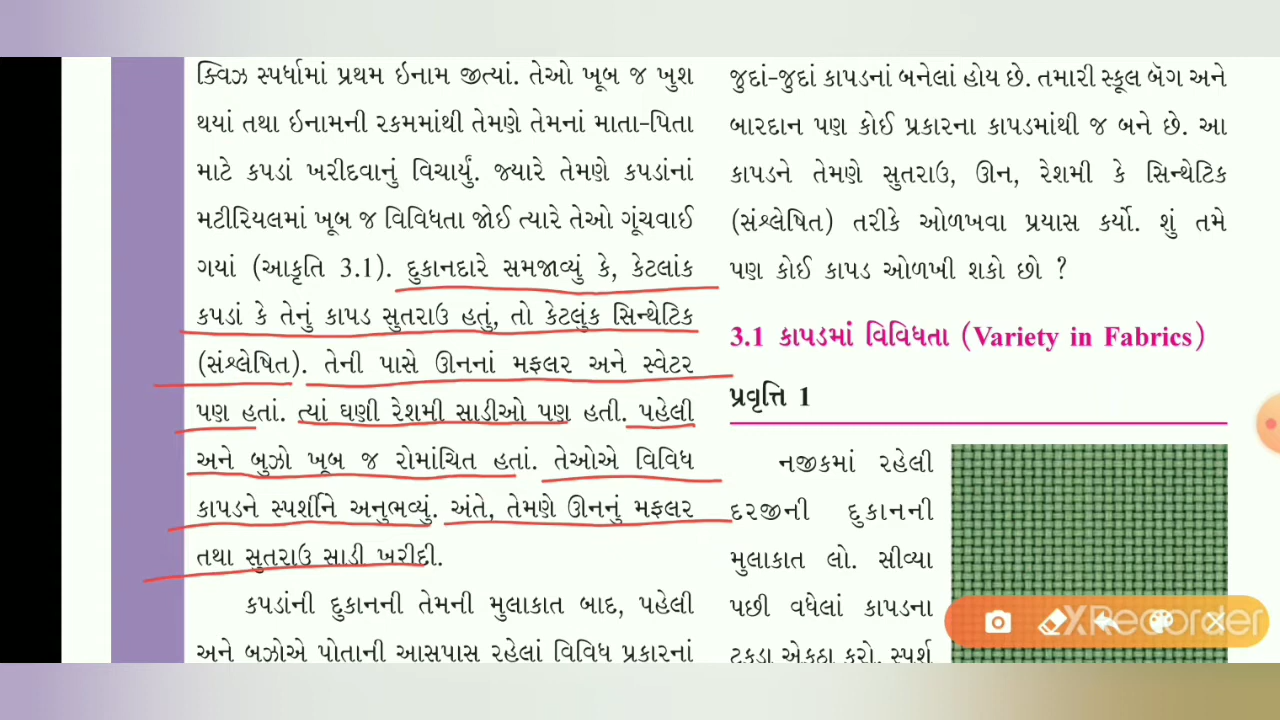 ક્વિઝ સ્પર્ધામાં પ્રથમ ઇનામ જીત્યાં. તેઓ ખૂબ જ ખુશ
થયાં તથા ઇનામની રકમમાંથી તેમણે તેમનાં માતા-પિતા
માટે કપડાં ખરીદવાનું વિચાર્યું. જ્યારે તેમણે કપડાંનાં
મટીરિયલમાં ખૂબ જ વિવિધતા જોઈ ત્યારે તેઓ ગૂંચવાઈ
ગયાં (આકૃતિ 3.1). દુકાનદારે સમજાવ્યું કે, કેટલાંક
કપડાં કે તેનું કાપડ સુતરાઉ હતું, તો કેટલુંક સિન્થેટિક
(સંશ્લેષિત). તેની પાસે ઊનનાં મફલર અને સ્વેટર
પણ હતાં. ત્યાં ઘણી રેશમી સાડીઓ પણ હતી. પહેલી
અને બુઝો ખૂબ જ રોમાંચિત હતાં. તેઓએ વિવિધ
કાપડને સ્પર્શીને અનુભવ્યું. અંતે, તેમણે ઊનનું મફલર
તથા સુતરાઉ સાડી ખરીદી.
કપડાંની દુકાનની તેમની મુલાકાત બાદ, પહેલી
અને બુઝોએ પોતાની આસપાસ રહેલાં વિવિધ પ્રકારનાં
જુદાં-જુદાં કાપડનાં બનેલાં હોય છે. તમારી સ્કૂલ બૅગ અને
બારદાન પણ કોઈ પ્રકારના કાપડમાંથી જ બને છે. આ
કાપડને તેમણે સુતરાઉ, ઊન, રેશમી કે સિન્થેટિક
(સંશ્લેષિત) તરીકે ઓળખવા પ્રયાસ કર્યો. શું તમે
પણ કોઈ કાપડ ઓળખી શકો છો ?
3.1 કાપડમાં વિવિધતા (Variety in Fabrics)
પ્રવૃત્તિ 1
નજીકમાં રહેલી
દરજીની દુકાનની
મુલાકાત લો. સીવ્યા
પછી વધેલાં કાપડના
ટુકડા એકઠા કરો. સ્પર્શ
XRecorder